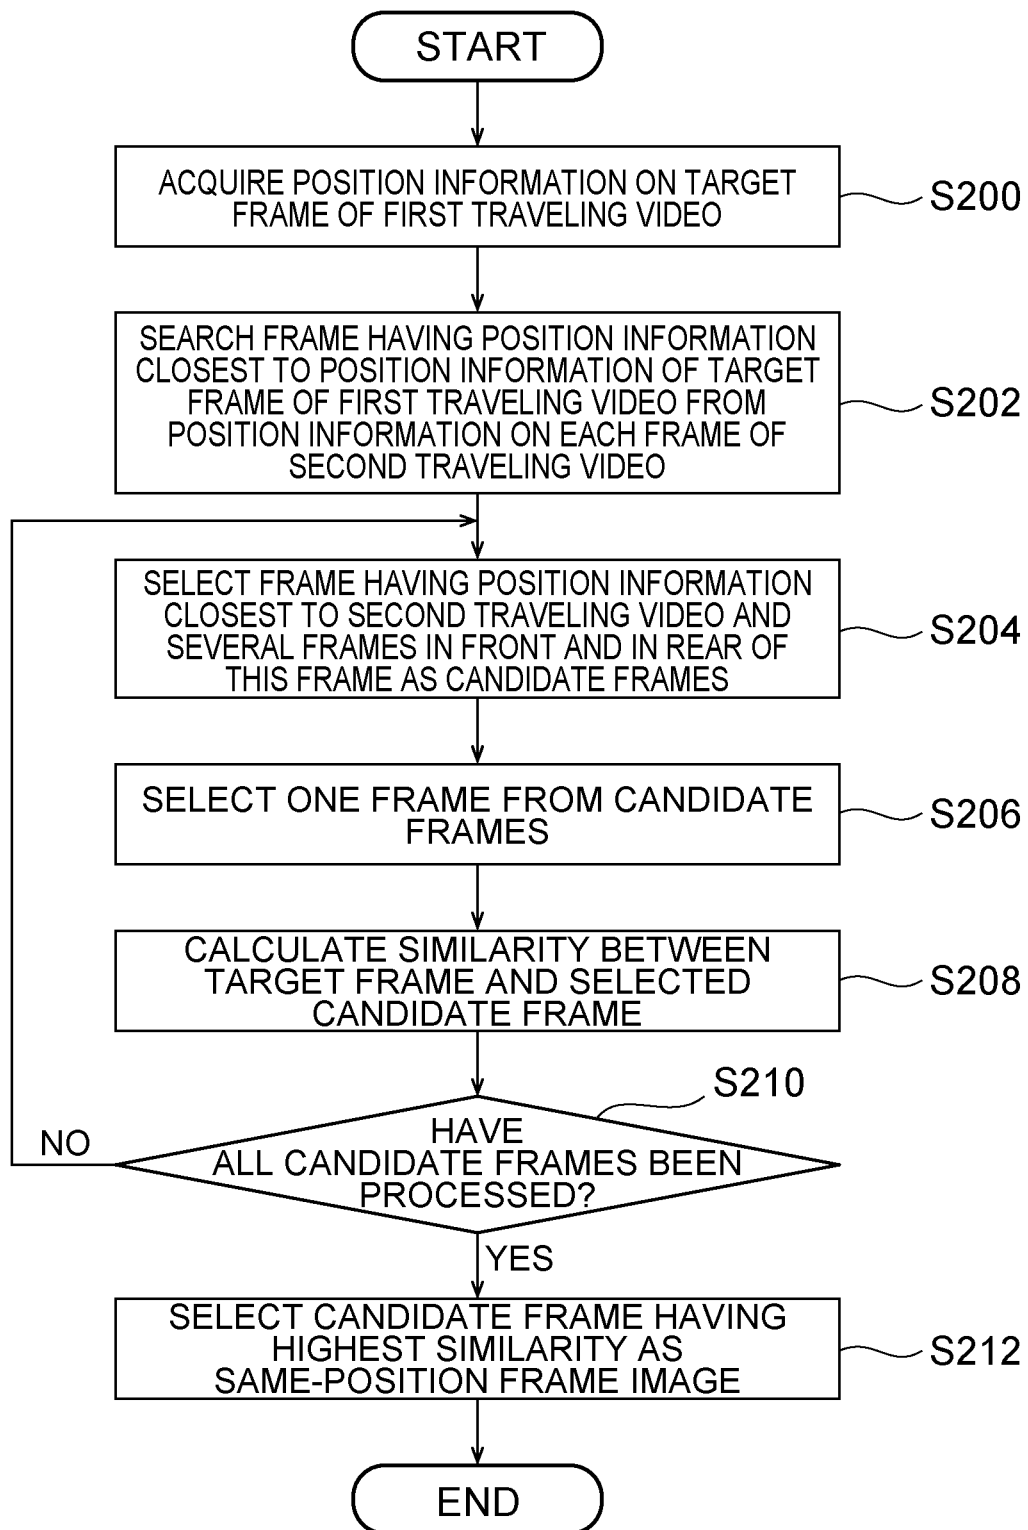 START
ACQUIRE POSITION INFORMATION ON TARGET
FRAME OF FIRST TRAVELING VIDEO
S200
SEARCH FRAME HAVING POSITION INFORMATION
CLOSEST TO POSITION INFORMATION OF TARGET
FRAME OF FIRST TRAVELING VIDEO FROM
POSITION INFORMATION ON EACH FRAME OF
SECOND TRAVELING VIDEO
S202
SELECT FRAME HAVING POSITION INFORMATION
CLOSEST TO SECOND TRAVELING VIDEO AND
SEVERAL FRAMES IN FRONT AND IN REAR OF
THIS FRAME AS CANDIDATE FRAMES
S204
SELECT ONE FRAME FROM CANDIDATE
FRAMES
S206
CALCULATE SIMILARITY BETWEEN
TARGET FRAME AND SELECTED
CANDIDATE FRAME
S208
S210
HAVE
ALL CANDIDATE FRAMES BEEN
PROCESSED?
NO
YES
SELECT CANDIDATE FRAME HAVING
HIGHEST SIMILARITY AS
SAME-POSITION FRAME IMAGE
S212
END